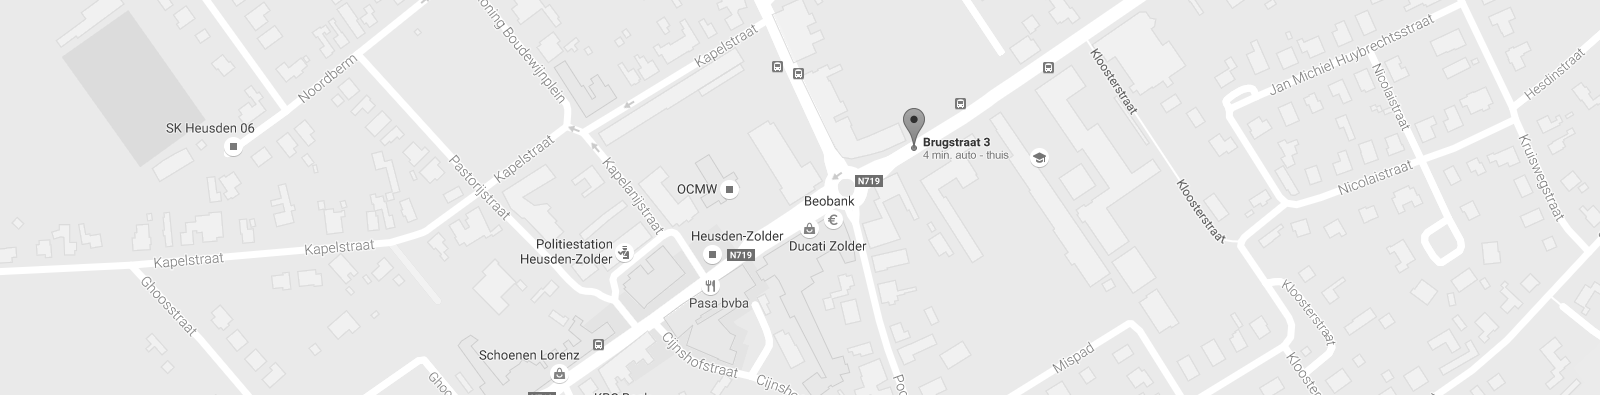 Koning Boudewijnplein
Kapelstraat
Jan Michiel Huybrechtsstraat
Noordberm
Kloosterstraat
Nicolaistraat
Hesdinstraat
SK Heusden 06
Brugstraat 3
4 min. auto - thuis
Kapelstraat
Pastorijstraat
Kapelanijstraat
Kruiswegstraat
N719
Nicolaistraat
OCMW
Beobank
€
Kloosterstraat
Heusden-Zolder
Ducati Zolder
Politiestation
Heusden-Zolder
N719
Kapelstraat
Kapelstraat
Ghoosstraat
Pasa bvba
Kloosterstraat
Schoenen Lorenz
Cijnshofstraat
Mispad